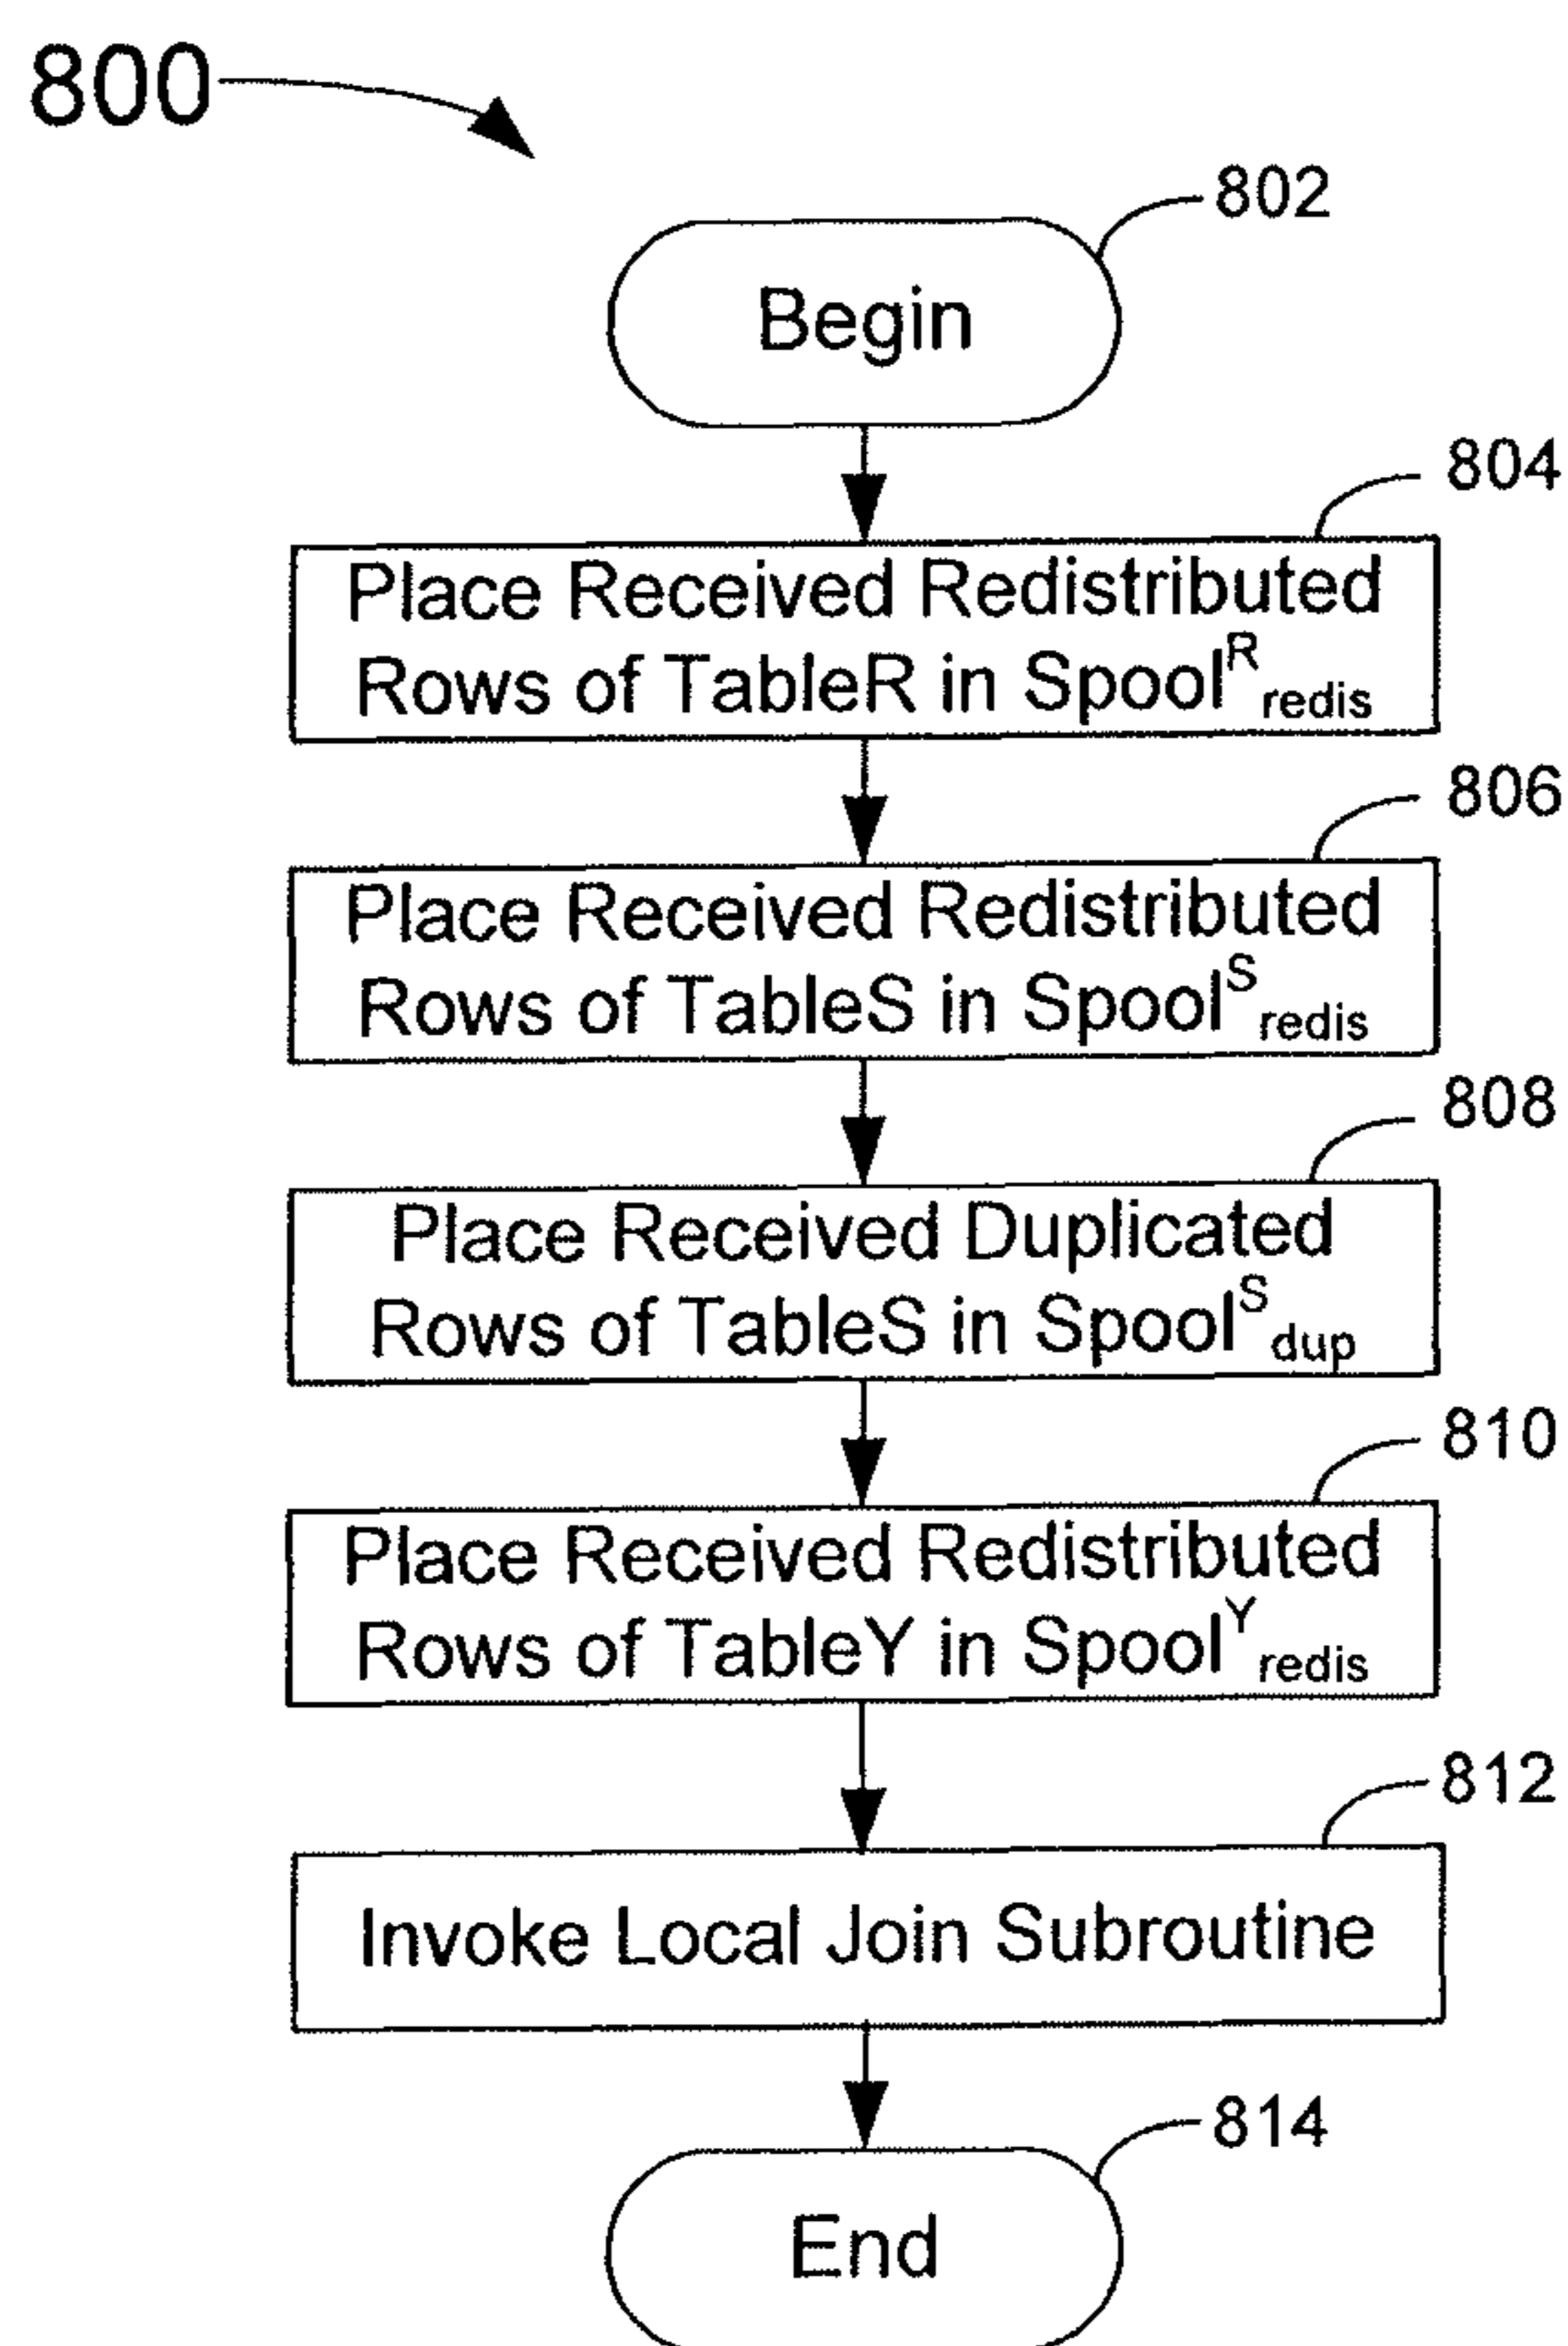 800
802
Begin
804
Place Received Redistributed
Rows of TableR in Spool^R_redis
806
Place Received Redistributed
Rows of TableS in Spool^S_redis
808
Place Received Duplicated
Rows of TableS in Spool^S_dup
810
Place Received Redistributed
Rows of TableY in Spool^Y_redis
812
Invoke Local Join Subroutine
814
End